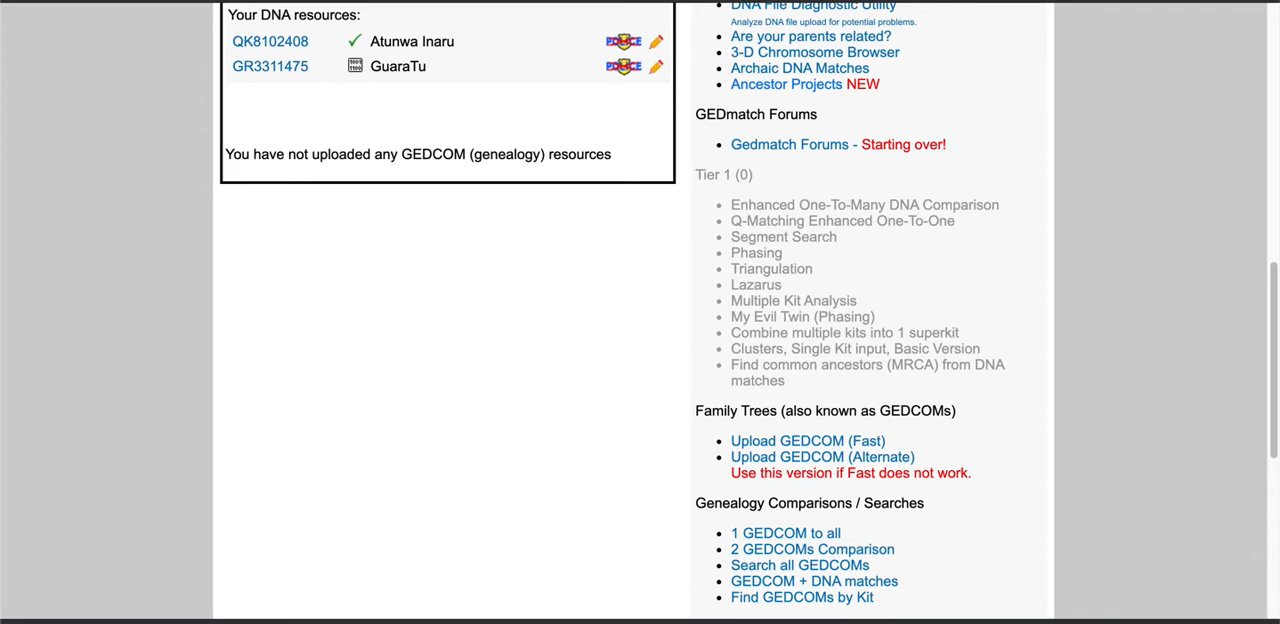 Your DNA resources:
QK8102408 Atunwa Inaru POLICE
GR3311475 GuaraTu POLICE
You have not uploaded any GEDCOM (genealogy) resources
DNA File Diagnostic Utility
Analyze DNA file upload for potential problems.
Are your parents related?
3-D Chromosome Browser
Archaic DNA Matches
Ancestor Projects NEW
GEDmatch Forums
Gedmatch Forums - Starting over!
Tier 1 (0)
Enhanced One-To-Many DNA Comparison
Q-Matching Enhanced One-To-One
Segment Search
Phasing
Triangulation
Lazarus
Multiple Kit Analysis
My Evil Twin (Phasing)
Combine multiple kits into 1 superkit
Clusters, Single Kit input, Basic Version
Find common ancestors (MRCA) from DNA
matches
Family Trees (also known as GEDCOMs)
Upload GEDCOM (Fast)
Upload GEDCOM (Alternate)
Use this version if Fast does not work.
Genealogy Comparisons / Searches
1 GEDCOM to all
2 GEDCOMs Comparison
Search all GEDCOMs
GEDCOM + DNA matches
Find GEDCOMs by Kit